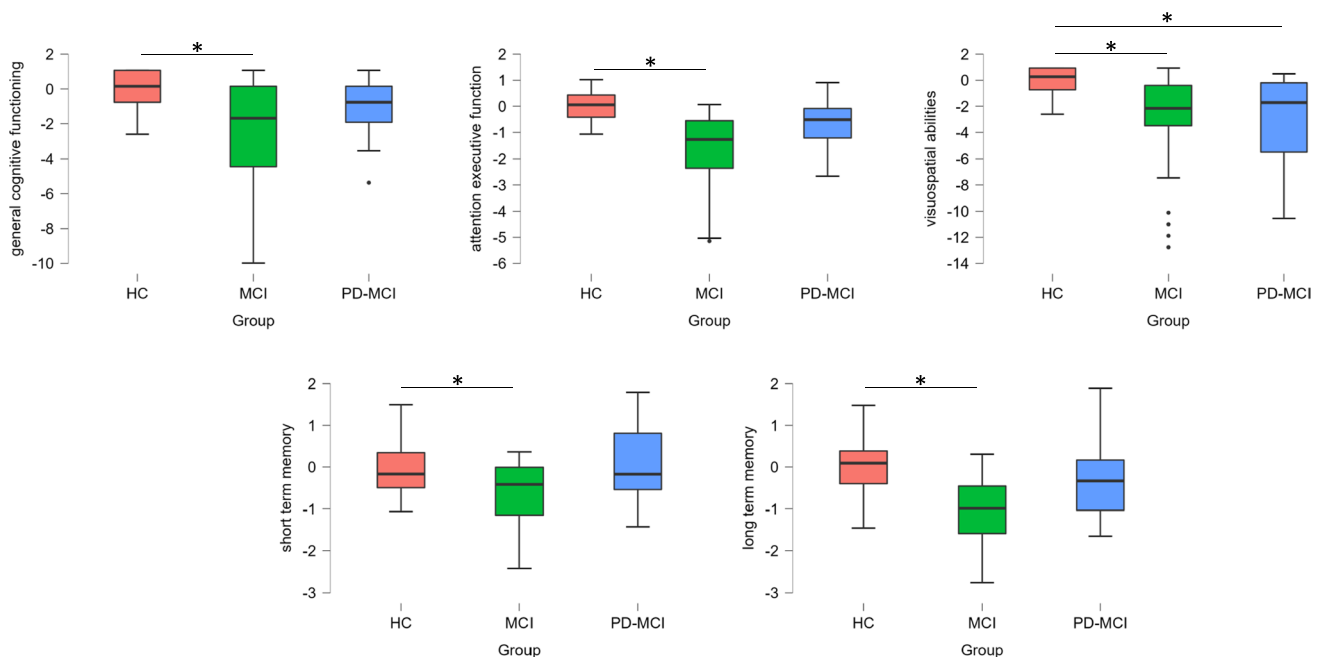 *
general cognitive functioning
2
0
-2
-4
-6
-8
-10
HC MCI PD-MCI
Group
*
attention executive function
2
1
0
-1
-2
-3
-4
-5
-6
HC MCI PD-MCI
Group
*
*
visuospatial abilities
2
0
-2
-4
-6
-8
-10
-12
-14
HC MCI PD-MCI
Group
*
short term memory
2
1
0
-1
-2
-3
HC MCI PD-MCI
Group
*
long term memory
2
1
0
-1
-2
-3
HC MCI PD-MCI
Group